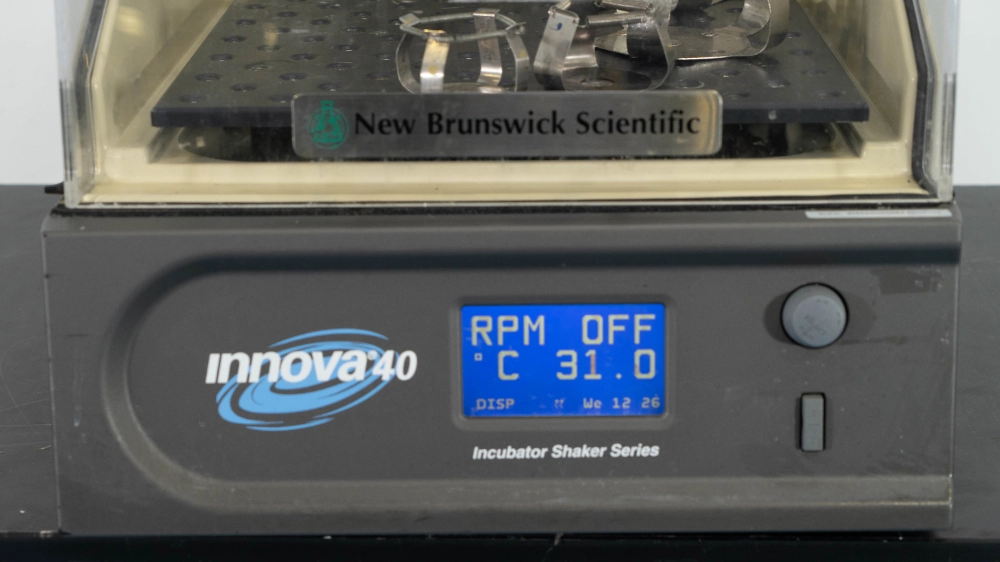 New Brunswick Scientific
innova 40
RPM OFF
°C 31.0
DISP We 12 26
Incubator Shaker Series